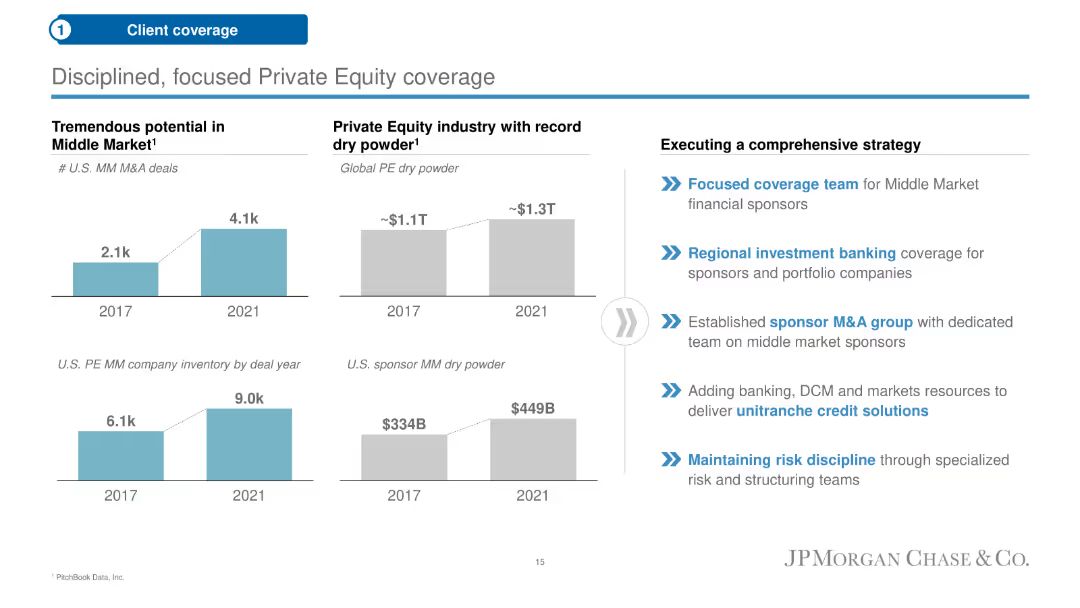 1
Client coverage
Disciplined, focused Private Equity coverage
Tremendous potential in
Middle Market¹
# U.S. MM M&A deals
2.1k
4.1k
2017
2021
U.S. PE MM company inventory by deal year
6.1k
9.0k
2017
2021
Private Equity industry with record
dry powder¹
Global PE dry powder
~$1.1T
~$1.3T
2017
2021
U.S. sponsor MM dry powder
$334B
$449B
2017
2021
Executing a comprehensive strategy
Focused coverage team for Middle Market
financial sponsors
Regional investment banking coverage for
sponsors and portfolio companies
Established sponsor M&A group with dedicated
team on middle market sponsors
Adding banking, DCM and markets resources to
deliver unitranche credit solutions
Maintaining risk discipline through specialized
risk and structuring teams
15
JPMORGAN CHASE & CO.
¹ PitchBook Data, Inc.